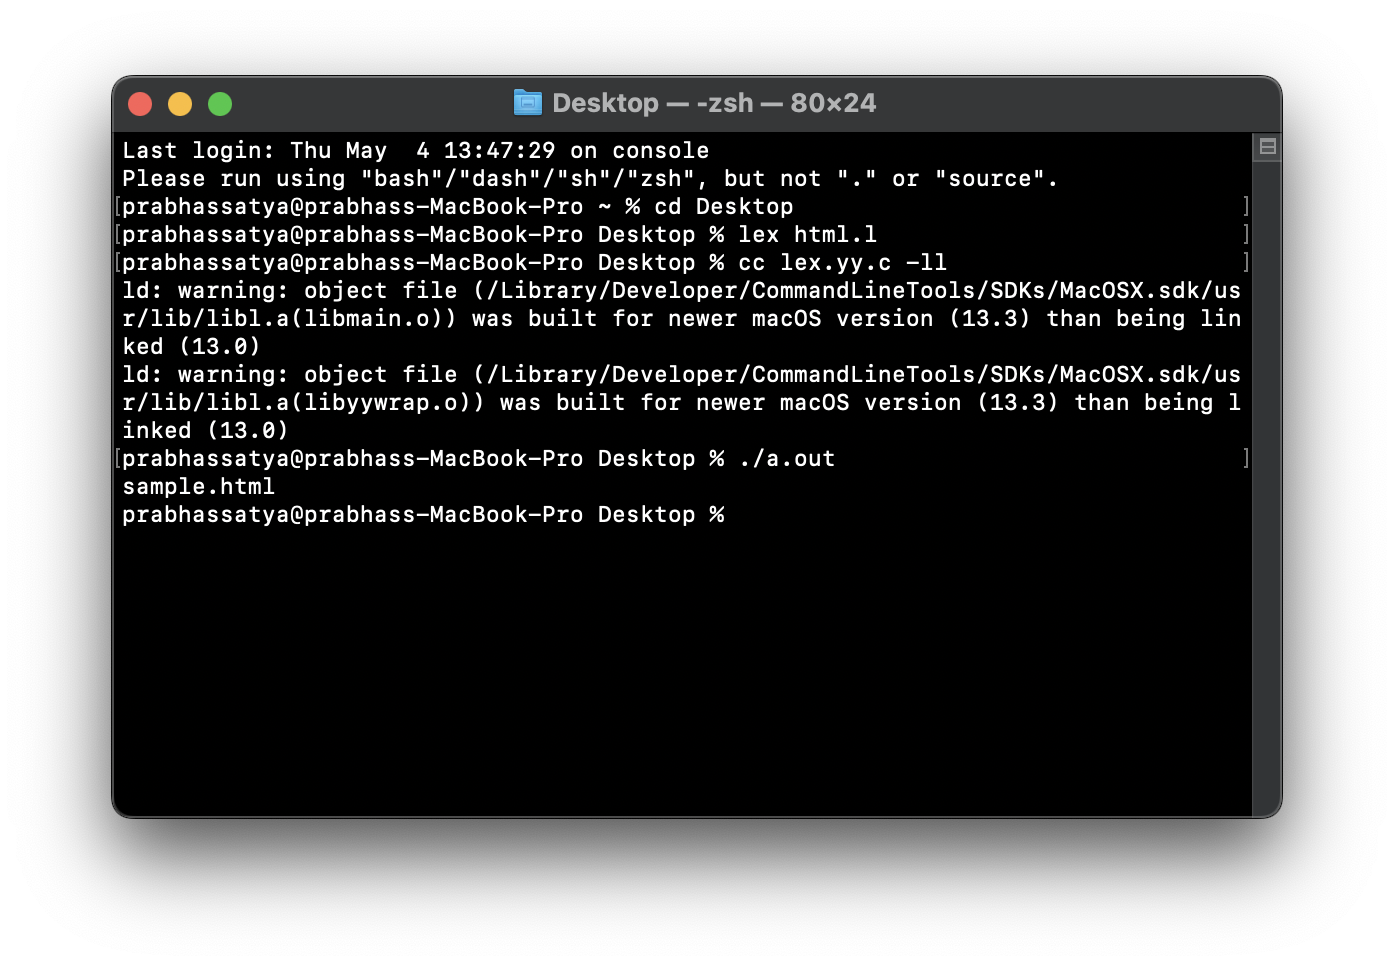 Desktop — -zsh — 80×24
Last login: Thu May  4 13:47:29 on console
Please run using "bash"/"dash"/"sh"/"zsh", but not "." or "source".
[prabhassatya@prabhass-MacBook-Pro ~ % cd Desktop ]
[prabhassatya@prabhass-MacBook-Pro Desktop % lex html.l ]
[prabhassatya@prabhass-MacBook-Pro Desktop % cc lex.yy.c -ll ]
ld: warning: object file (/Library/Developer/CommandLineTools/SDKs/MacOSX.sdk/us
r/lib/libl.a(libmain.o)) was built for newer macOS version (13.3) than being lin
ked (13.0)
ld: warning: object file (/Library/Developer/CommandLineTools/SDKs/MacOSX.sdk/us
r/lib/libl.a(libyywrap.o)) was built for newer macOS version (13.3) than being l
inked (13.0)
[prabhassatya@prabhass-MacBook-Pro Desktop % ./a.out ]
sample.html
prabhassatya@prabhass-MacBook-Pro Desktop %